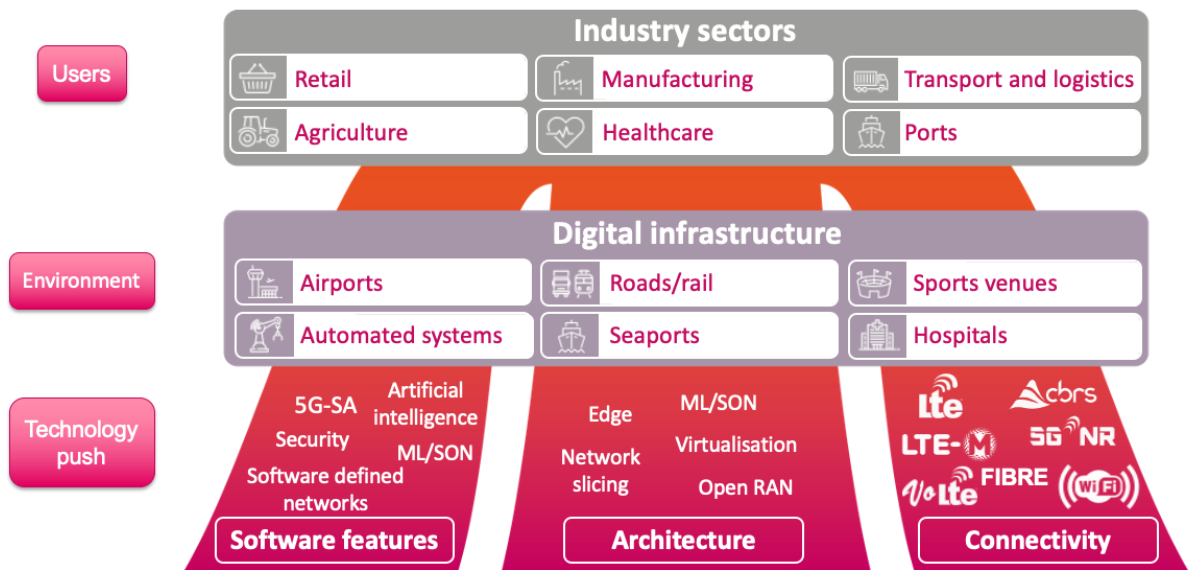 Industry sectors
Users
Retail
Manufacturing
Transport and logistics
Agriculture
Healthcare
Ports
Digital infrastructure
Environment
Airports
Roads/rail
Sports venues
Automated systems
Seaports
Hospitals
Technology
push
5G-SA
Artificial
intelligence
Security
ML/SON
Software defined
networks
Software features
Edge
ML/SON
Virtualisation
Network
slicing
Open RAN
Architecture
Lte
cbrs
LTE-M
5G NR
VoLte
FIBRE
WiFi
Connectivity